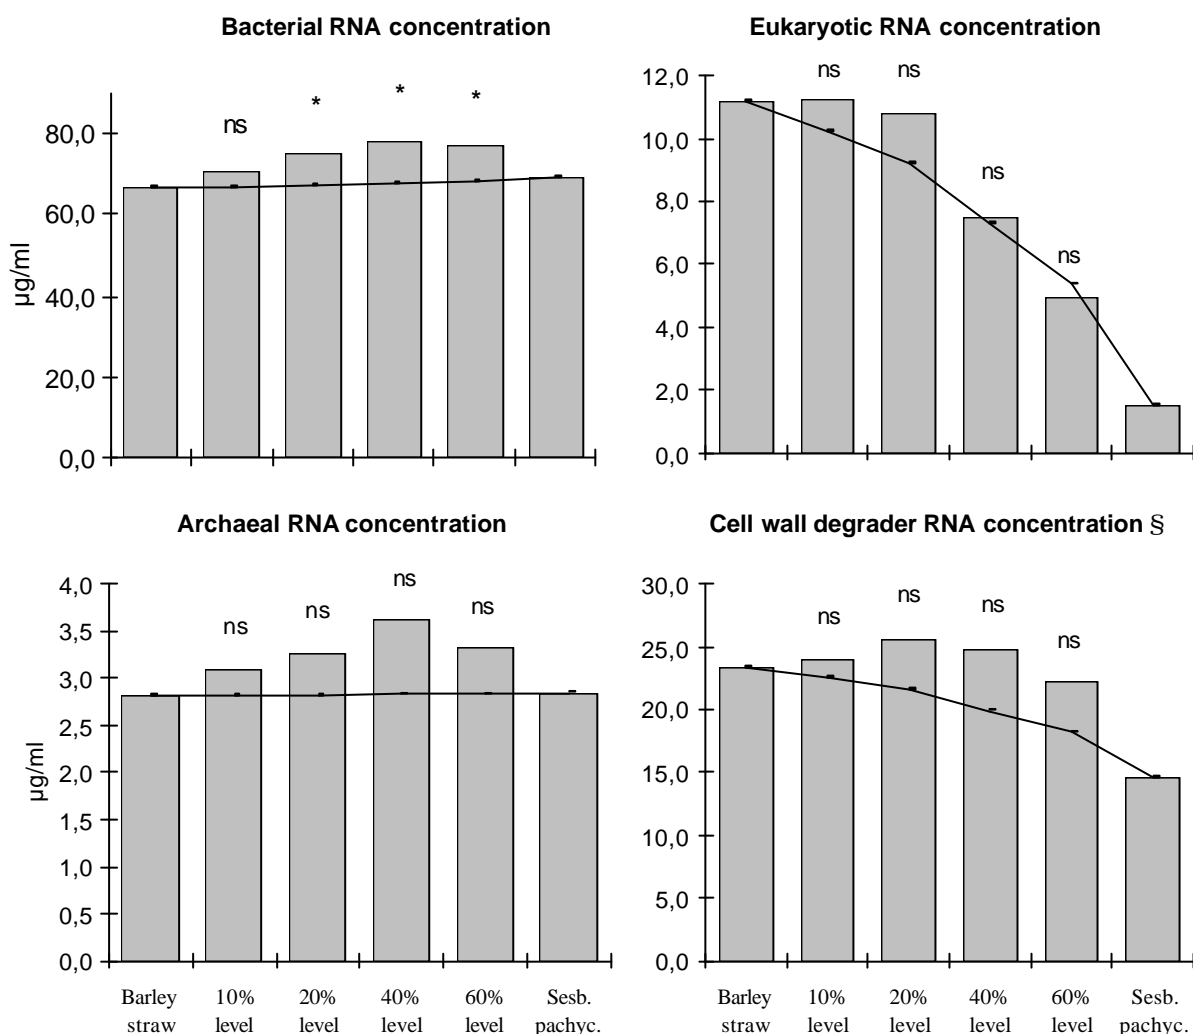 Bacterial RNA concentration
80,0
60,0
40,0
20,0
0,0
µg/ml
ns
*
*
*
Eukaryotic RNA concentration
12,0
10,0
8,0
6,0
4,0
2,0
0,0
ns
ns
ns
ns
Archaeal RNA concentration
4,0
3,5
3,0
2,5
2,0
1,5
1,0
0,5
0,0
µg/ml
ns
ns
ns
ns
Barley 10% 20% 40% 60% Sesb.
straw level level level level pachyc.
Cell wall degrader RNA concentration §
30,0
25,0
20,0
15,0
10,0
5,0
0,0
ns
ns
ns
ns
Barley 10% 20% 40% 60% Sesb.
straw level level level level pachyc.